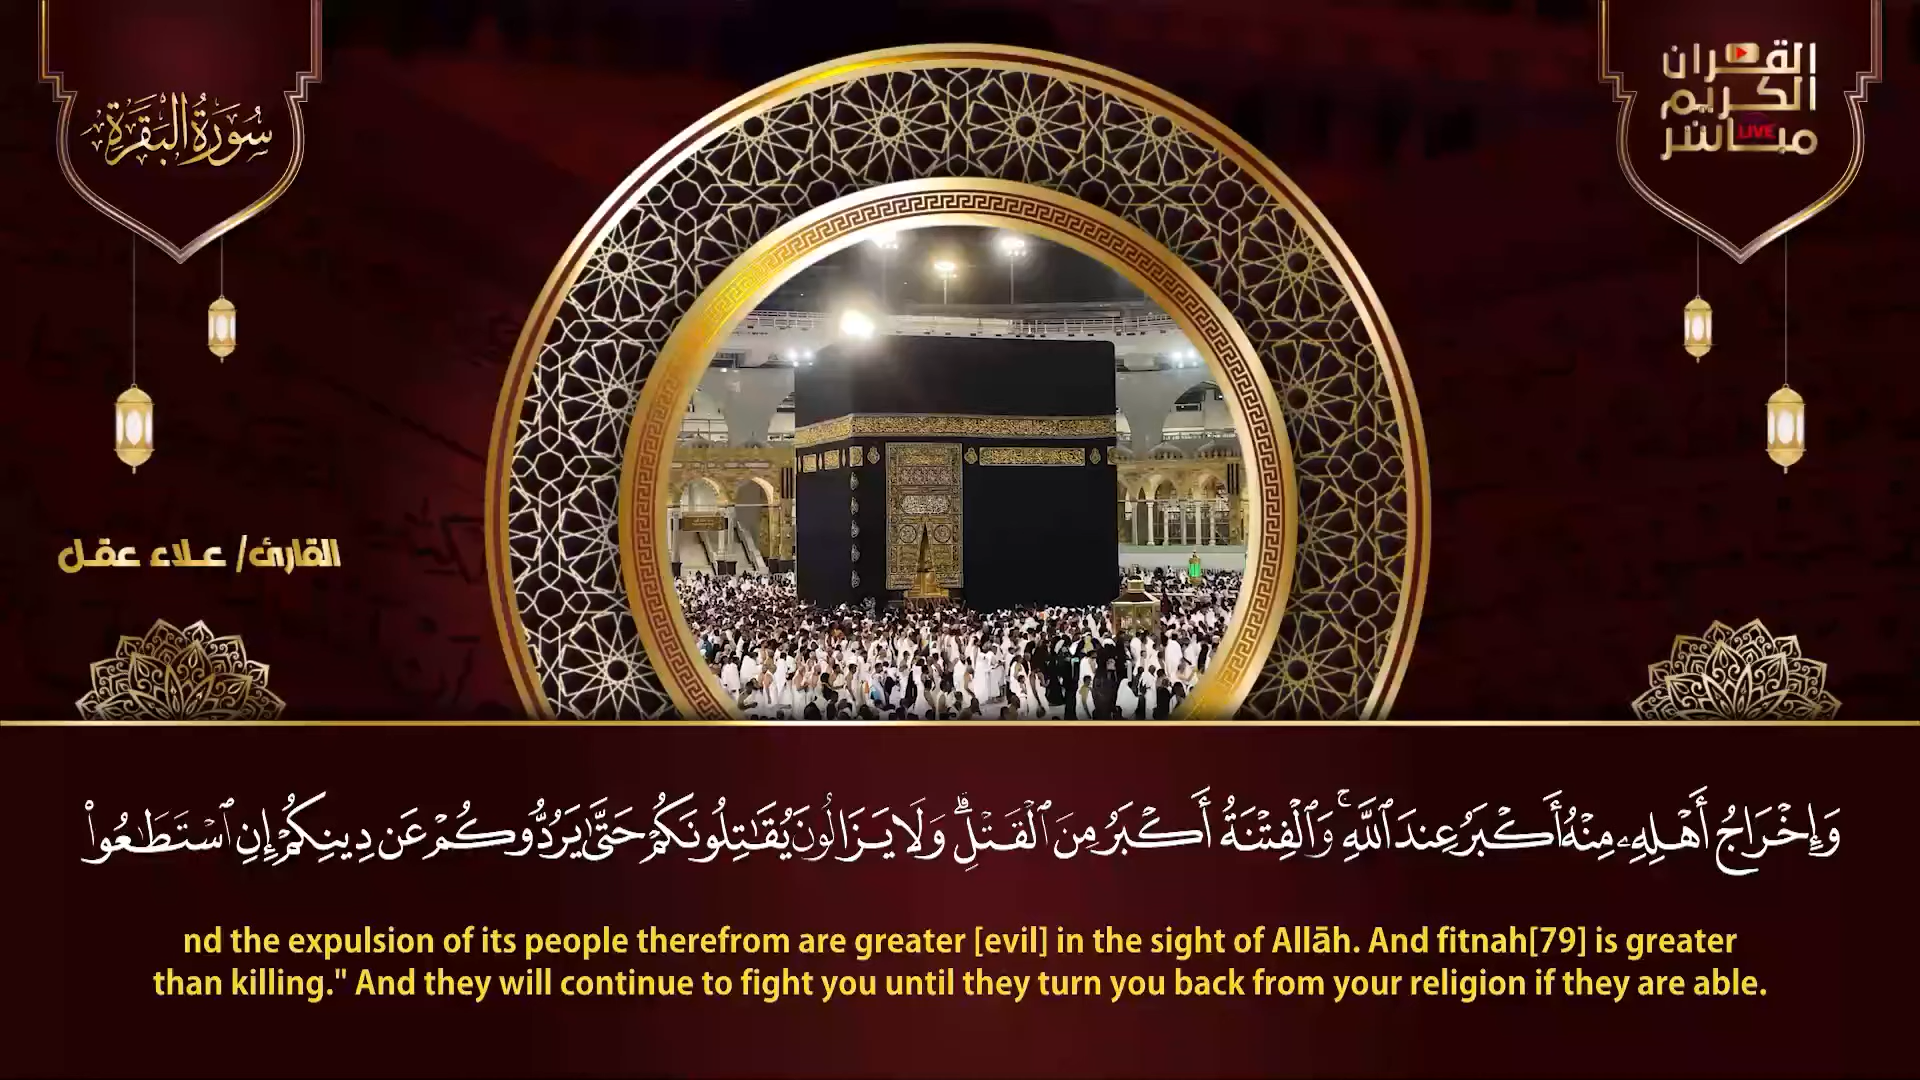 سُورَةُ البَقَرَةِ
القرآن
الكريم
LIVE
مباشر
القارئ/ علاء عقل
وَإِخْرَاجُ أَهْلِهِۦ مِنْهُ أَكْبَرُ عِندَ ٱللَّهِ ۚ وَٱلْفِتْنَةُ أَكْبَرُ مِنَ ٱلْقَتْلِ ۗ وَلَا يَزَالُونَ يُقَـٰتِلُونَكُمْ حَتَّىٰ يَرُدُّوكُمْ عَن دِينِكُمْ إِنِ ٱسْتَطَـٰعُوا۟
nd the expulsion of its people therefrom are greater [evil] in the sight of Allāh. And fitnah[79] is greater
than killing." And they will continue to fight you until they turn you back from your religion if they are able.